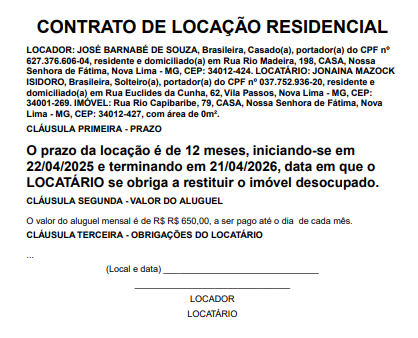 CONTRATO DE LOCAÇÃO RESIDENCIAL
LOCADOR: JOSÉ BARNABÉ DE SOUZA, Brasileira, Casado(a), portador(a) do CPF nº
627.376.606-04, residente e domiciliado(a) em Rua Rio Madeira, 198, CASA, Nossa
Senhora de Fátima, Nova Lima - MG, CEP: 34012-424. LOCATÁRIO: JONAINA MAZOCK
ISIDORO, Brasileira, Solteiro(a), portador(a) do CPF nº 037.752.936-20, residente e
domiciliado(a) em Rua Euclides da Cunha, 62, Vila Passos, Nova Lima - MG, CEP:
34001-269. IMÓVEL: Rua Rio Capibaribe, 79, CASA, Nossa Senhora de Fátima, Nova
Lima - MG, CEP: 34012-427, com área de 0m².
CLÁUSULA PRIMEIRA - PRAZO
O prazo da locação é de 12 meses, iniciando-se em
22/04/2025 e terminando em 21/04/2026, data em que o
LOCATÁRIO se obriga a restituir o imóvel desocupado.
CLÁUSULA SEGUNDA - VALOR DO ALUGUEL
O valor do aluguel mensal é de R$ R$ 650,00, a ser pago até o dia  de cada mês.
CLÁUSULA TERCEIRA - OBRIGAÇÕES DO LOCATÁRIO
...
(Local e data) ________________________________
________________________________
LOCADOR
LOCATÁRIO